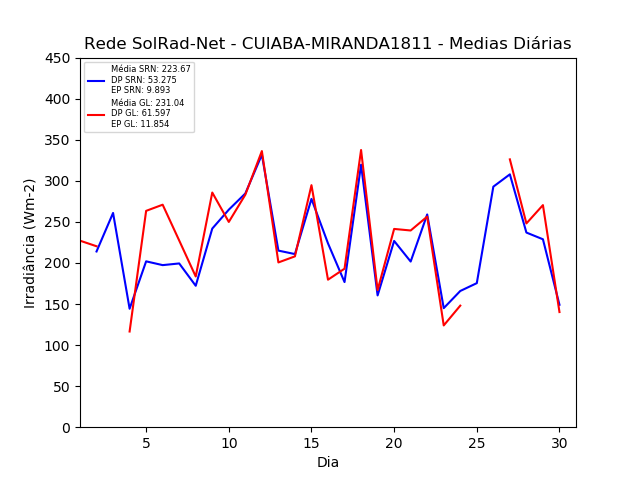 Rede SolRad-Net - CUIABA-MIRANDA1811 - Medias Diárias
Média SRN: 223.67
DP SRN: 53.275
EP SRN: 9.893
Média GL: 231.04
DP GL: 61.597
EP GL: 11.854
Irradiância (Wm-2)
450
400
350
300
250
200
150
100
50
0
5
10
15
20
25
30
Dia